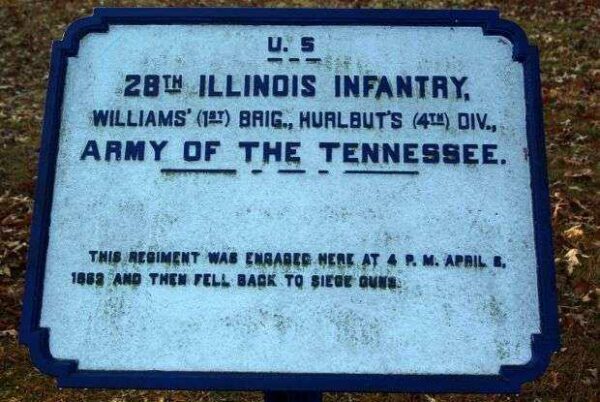 U. S
28TH ILLINOIS INFANTRY,
WILLIAMS' (1ST) BRIG., HURLBUT'S (4TH) DIV.,
ARMY OF THE TENNESSEE.
THIS REGIMENT WAS ENGAGED HERE AT 4 P. M. APRIL 6,
1862 AND THEN FELL BACK TO SIEGE GUNS.